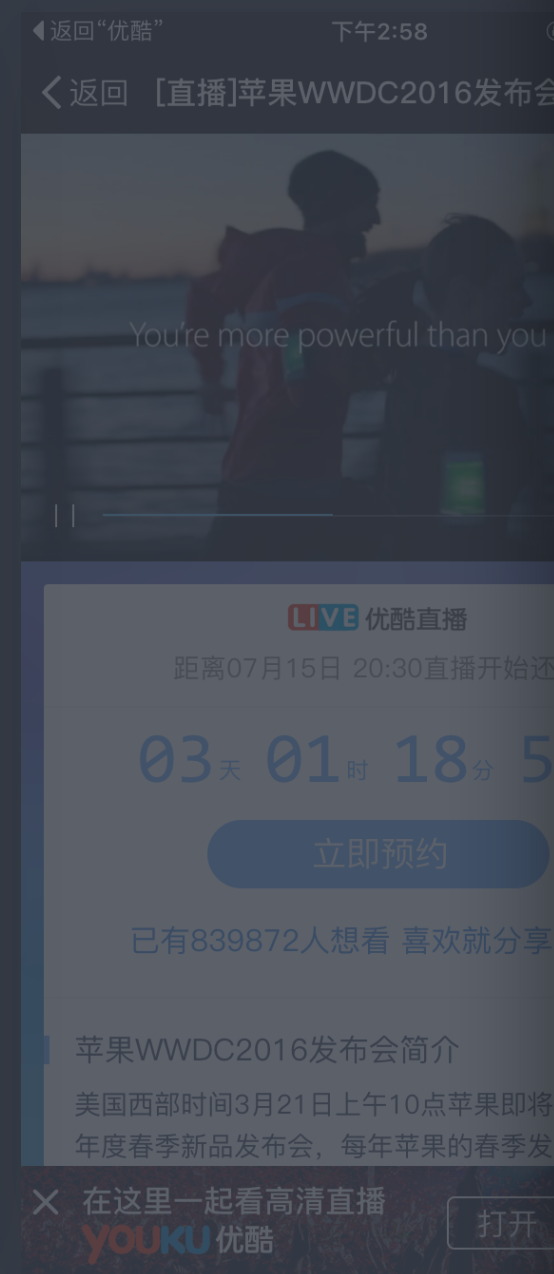 返回“优酷” 下午2:58
返回 [直播]苹果WWDC2016发布会
You're more powerful than you
LIVE 优酷直播
距离07月15日 20:30直播开始还
03天 01时 18分 5
立即预约
已有839872人想看 喜欢就分享
苹果WWDC2016发布会简介
美国西部时间3月21日上午10点苹果即将
年度春季新品发布会，每年苹果的春季发
在这里一起看高清直播
YOUKU 优酷
打开